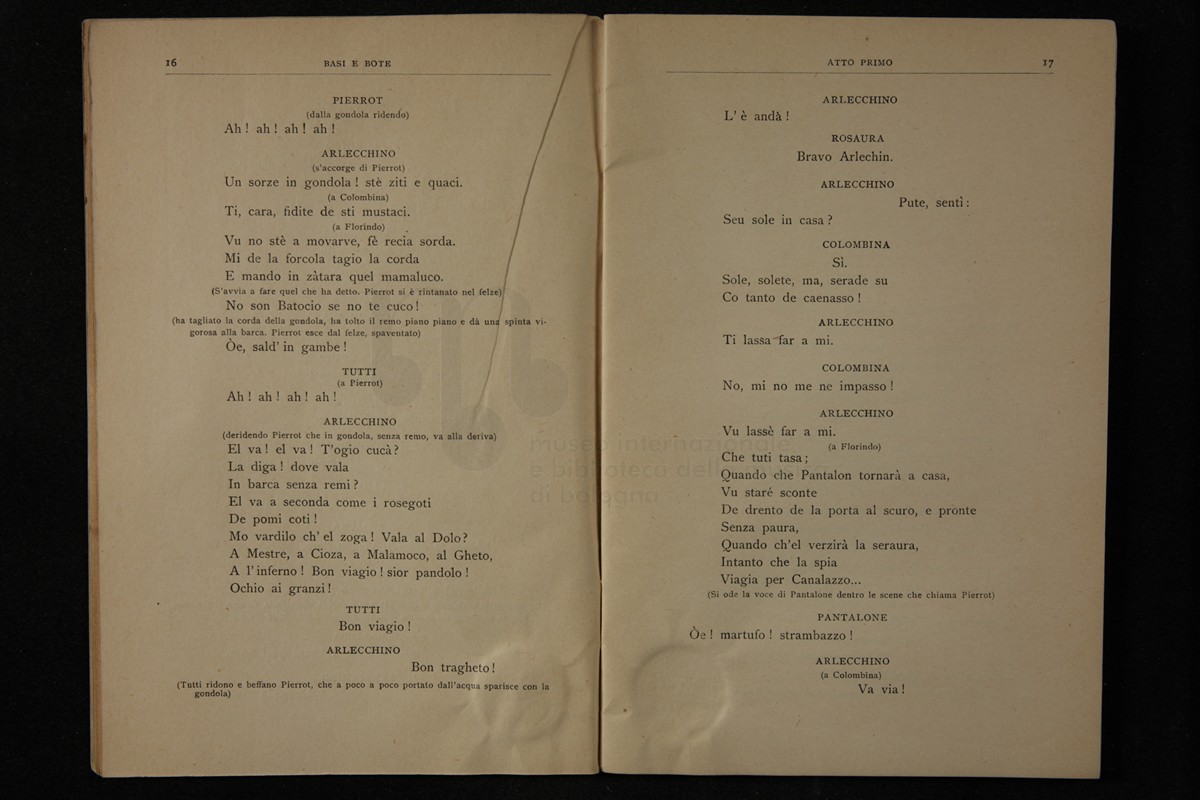 16
BASI E BOTE
PIERROT
(dalla gondola ridendo)
Ah ! ah ! ah ! ah !
ARLECCHINO
(s'accorge di Pierrot)
Un sorze in gondola ! stè ziti e quaci.
(a Colombina)
Ti, cara, fidite de sti mustaci.
(a Florindo)
Vu no stè a movarve, fè recia sorda.
Mi de la forcola tagio la corda
E mando in zàtara quel mamaluco.
(S'avvia a fare quel che ha detto. Pierrot si è rintanato nel felze)
No son Batocio se no te cuco !
(ha tagliato la corda della gondola, ha tolto il remo piano piano e dà una spinta vi-
gorosa alla barca. Pierrot esce dal felze, spaventato)
Òe, sald' in gambe !
TUTTI
(a Pierrot)
Ah ! ah ! ah ! ah !
ARLECCHINO
(deridendo Pierrot che in gondola, senza remo, va alla deriva)
El va ! el va ! T'ogio cucà ?
La diga ! dove vala
In barca senza remi ?
El va a seconda come i rosegoti
De pomi coti !
Mo vardilo ch' el zoga ! Vala al Dolo ?
A Mestre, a Cioza, a Malamoco, al Gheto,
A l' inferno ! Bon viagio ! sior pandolo !
Ochio ai granzi !
TUTTI
Bon viagio !
ARLECCHINO
Bon tragheto !
(Tutti ridono e beffano Pierrot, che a poco a poco portato dall'acqua sparisce con la
gondola)
ATTO PRIMO
17
ARLECCHINO
L' è andà !
ROSAURA
Bravo Arlechin.
ARLECCHINO
Pute, sentì :
Seu sole in casa ?
COLOMBINA
Sì.
Sole, solete, ma, serade su
Co tanto de caenasso !
ARLECCHINO
Ti lassa far a mi.
COLOMBINA
No, mi no me ne impasso !
ARLECCHINO
Vu lassè far a mi.
(a Florindo)
Che tuti tasa ;
Quando che Pantalon tornarà a casa,
Vu staré sconte
De drento de la porta al scuro, e pronte
Senza paura,
Quando ch'el verzirà la seraura,
Intanto che la spia
Viagia per Canalazzo...
(Si ode la voce di Pantalone dentro le scene che chiama Pierrot)
PANTALONE
Òe ! martufo ! strambazzo !
ARLECCHINO
(a Colombina)
Va via !
museo internazionale
e biblioteca della musica
di bologna